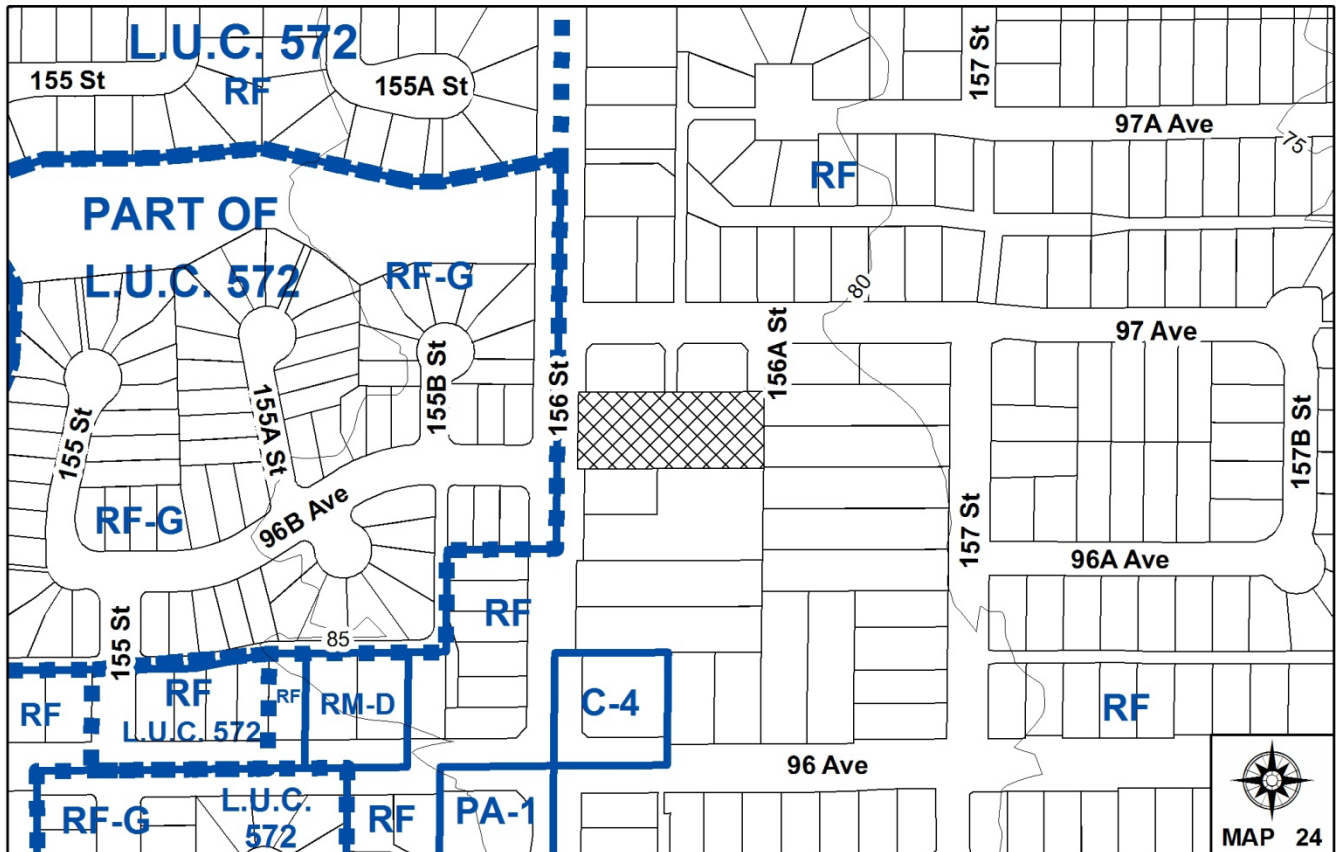 L.U.C. 572
RF
155 St
155A St
157 St
97A Ave
75
RF
PART OF
L.U.C. 572
RF-G
80
97 Ave
156A St
155B St
156 St
155A St
155 St
157B St
RF-G
96B Ave
157 St
96A Ave
155 St
85
RF
RF
RF
L.U.C. 572
RF
RM-D
C-4
RF
96 Ave
RF-G
L.U.C.
572
RF
PA-1
MAP 24